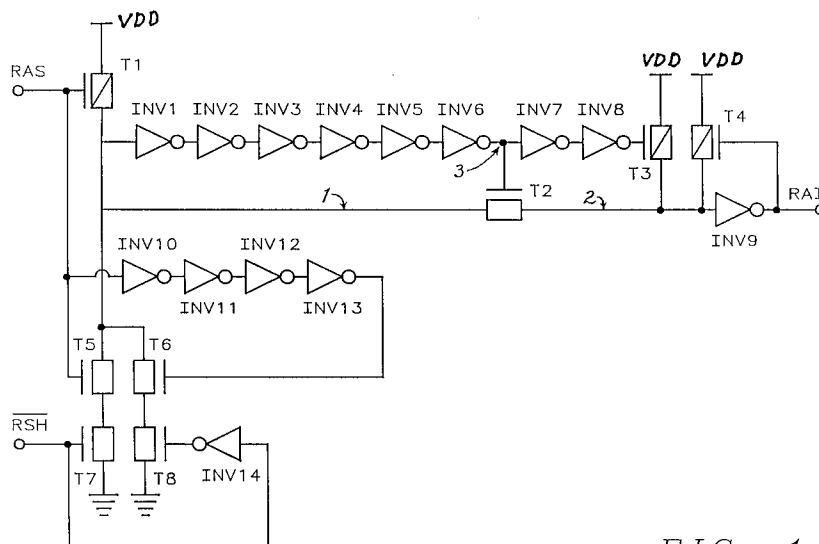 VDD
RAS
T1
VDD
VDD
INV1
INV2
INV3
INV4
INV5
INV6
INV7
INV8
T4
T3
3
T2
1
2
INV9
INV10
INV12
INV11
INV13
T5
T6
RSH
T7
T8
INV14